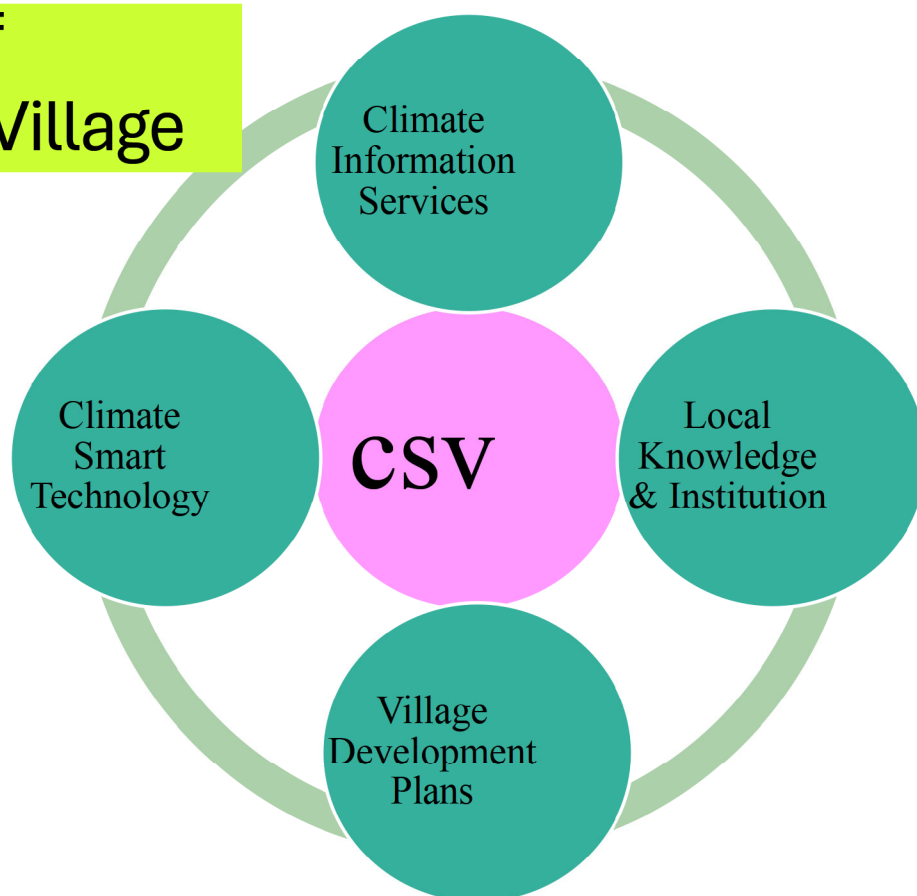 Village
Climate
Information
Services
Climate
Smart
Technology
csv
Local
Knowledge
& Institution
Village
Development
Plans